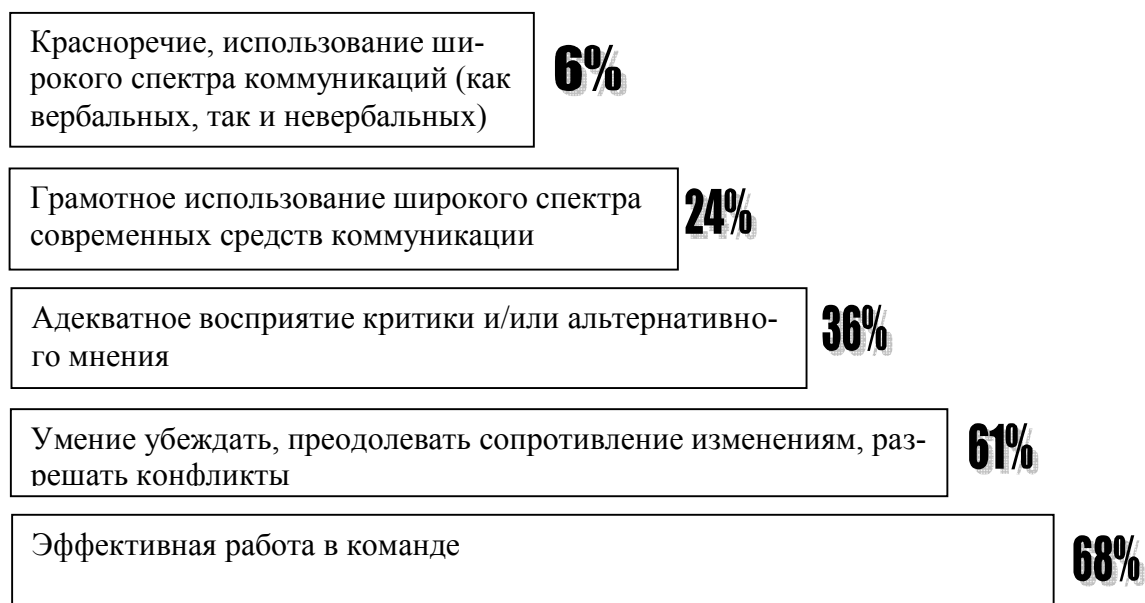 Красноречие, использование ши-
рокого спектра коммуникаций (как
вербальных, так и невербальных)
6%
Грамотное использование широкого спектра
современных средств коммуникации
24%
Адекватное восприятие критики и/или альтернативно-
го мнения
36%
Умение убеждать, преодолевать сопротивление изменениям, раз-
решать конфликты
61%
Эффективная работа в команде
68%